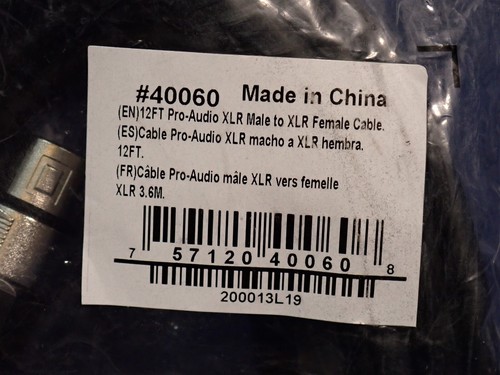 #40060 Made in China
(EN)12FT Pro-Audio XLR Male to XLR Female Cable.
(ES)Cable Pro-Audio XLR macho a XLR hembra.
12FT.
(FR)Câble Pro-Audio mâle XLR vers femelle
XLR 3.6M.
7 57120 40060 8
200013L19